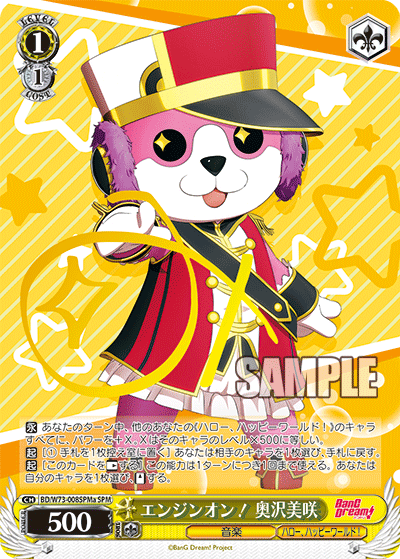 LEVEL
1
1
COST
SAMPLE
永 あなたのターン中、他のあなたの《ハロー、ハッピーワールド！》のキャラ
すべてに、パワーを＋X。Xはそのキャラのレベル×500に等しい。
起［①手札を1枚控え室に置く］あなたは相手のキャラを1枚選び、手札に戻す。
起［このカードを　する］この能力は1ターンにつき1回まで使える。あなたは
自分のキャラを1枚選び、　する。
CH BD/W73-008SPMa SPM
エンジンオン！ 奥沢美咲
BanG Dream!
500
音楽
ハロー、ハッピーワールド！
©BanG Dream! Project